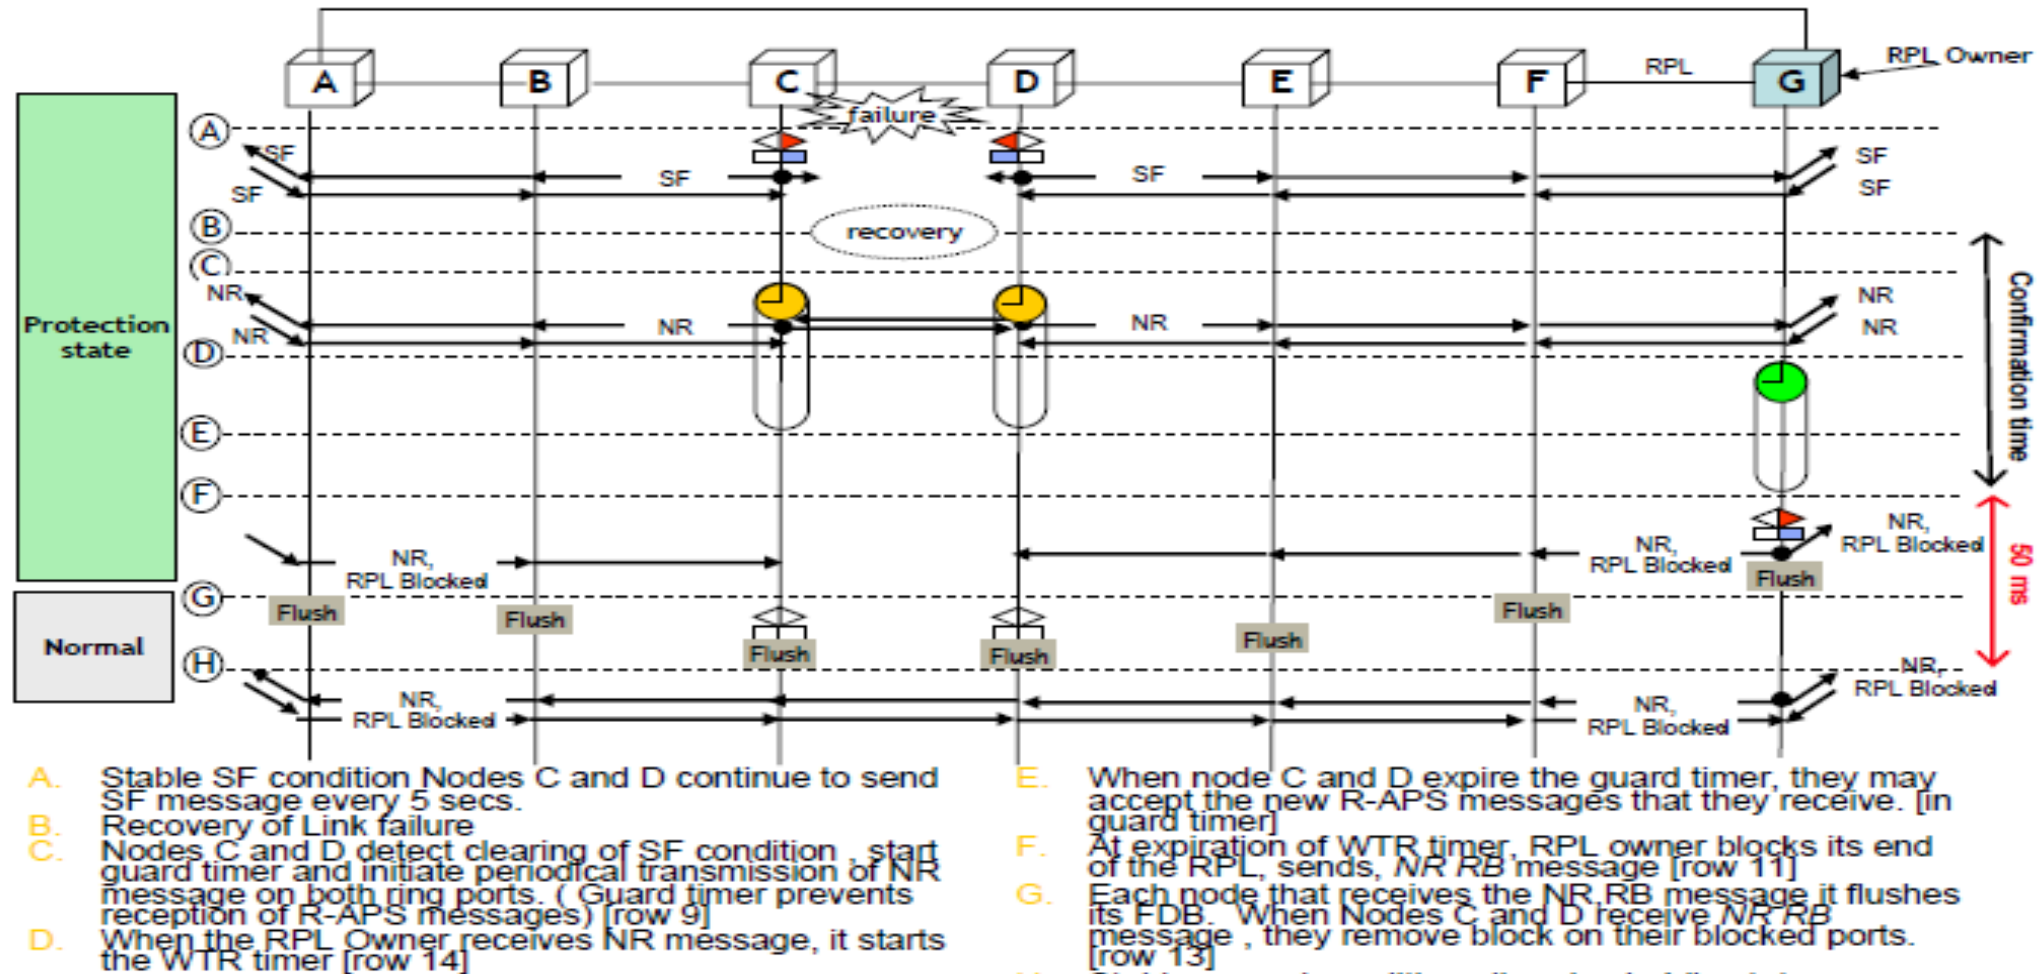 A
B
C
D
E
F
RPL
G
RPL Owner
failure
Protection
state
A
SF
SF
SF
SF
SF
SF
B
recovery
C
NR
NR
NR
NR
NR
NR
D
Confirmation time
E
F
NR,
RPL Blocked
NR,
RPL Blocked
NR,
RPL Blocked
Flush
50 ms
G
Normal
Flush
Flush
Flush
Flush
Flush
Flush
H
NR,
RPL Blocked
NR,
RPL Blocked
NR,
RPL Blocked
A. Stable SF condition Nodes C and D continue to send
SF message every 5 secs.
B. Recovery of Link failure
C. Nodes C and D detect clearing of SF condition , start
guard timer and initiate periodical transmission of NR
message on both ring ports. ( Guard timer prevents
reception of R-APS messages) [row 9]
D. When the RPL Owner receives NR message, it starts
the WTR timer [row 14]
E. When node C and D expire the guard timer, they may
accept the new R-APS messages that they receive. [in
guard timer]
F. At expiration of WTR timer, RPL owner blocks its end
of the RPL, sends, NR RB message [row 11]
G. Each node that receives the NR,RB message it flushes
its FDB. When Nodes C and D receive NR RB
message , they remove block on their blocked ports.
[row 13]